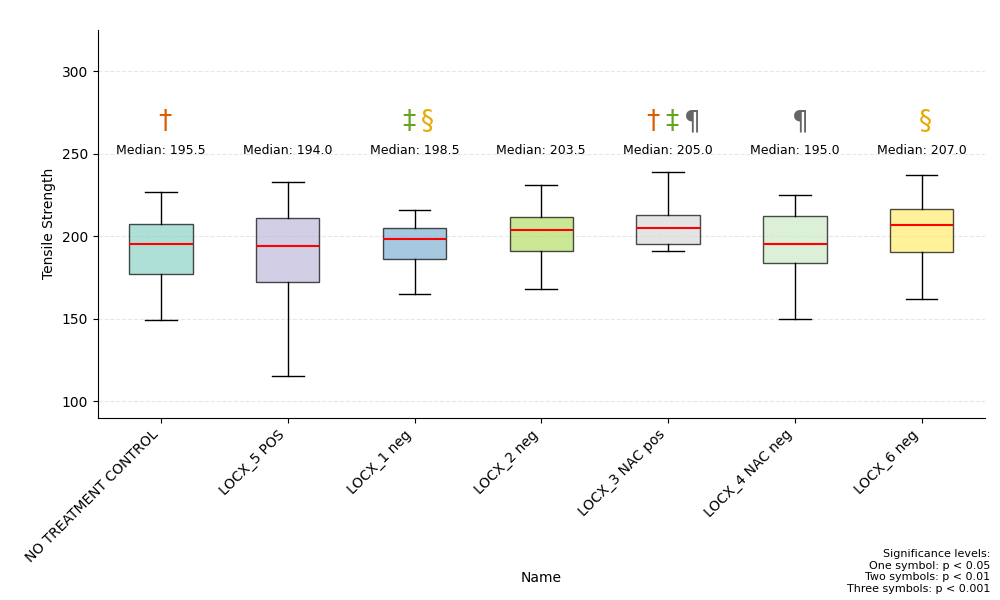 300
† ‡ § † ‡ ¶ ¶ §
Median: 195.5 Median: 194.0 Median: 198.5 Median: 203.5 Median: 205.0 Median: 195.0 Median: 207.0
250
Tensile Strength
200
150
100
NO TREATMENT CONTROL
LOCX_5 POS
LOCX_1 neg
LOCX_2 neg
LOCX_3 NAC pos
LOCX_4 NAC neg
LOCX_6 neg
Name
Significance levels:
One symbol: p < 0.05
Two symbols: p < 0.01
Three symbols: p < 0.001